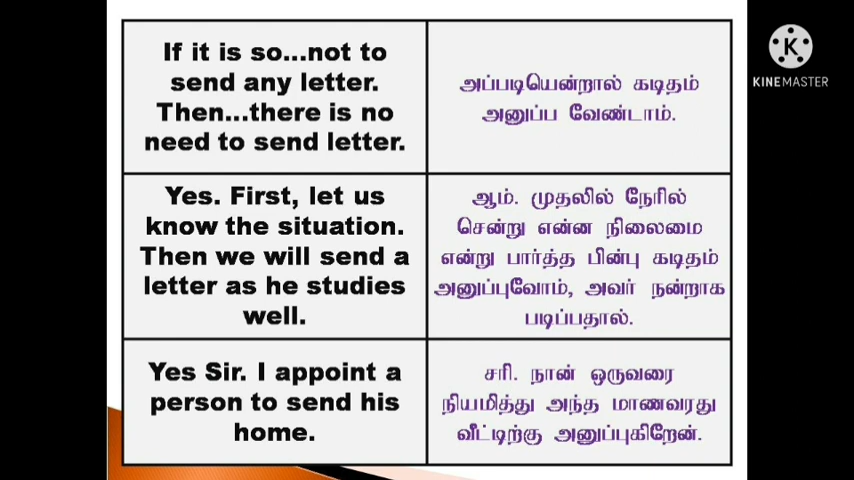 If it is so...not to
send any letter.
Then...there is no
need to send letter.
அப்படியென்றால் கடிதம்
அனுப்ப வேண்டாம்.
Yes. First, let us
know the situation.
Then we will send a
letter as he studies
well.
ஆம். முதலில் நேரில்
சென்று என்ன நிலைமை
என்று பார்த்த பின்பு கடிதம்
அனுப்புவோம், அவர் நன்றாக
படிப்பதால்.
Yes Sir. I appoint a
person to send his
home.
சரி. நான் ஒருவரை
நியமித்து அந்த மாணவரது
வீட்டிற்கு அனுப்புகிறேன்.
K
KINEMASTER